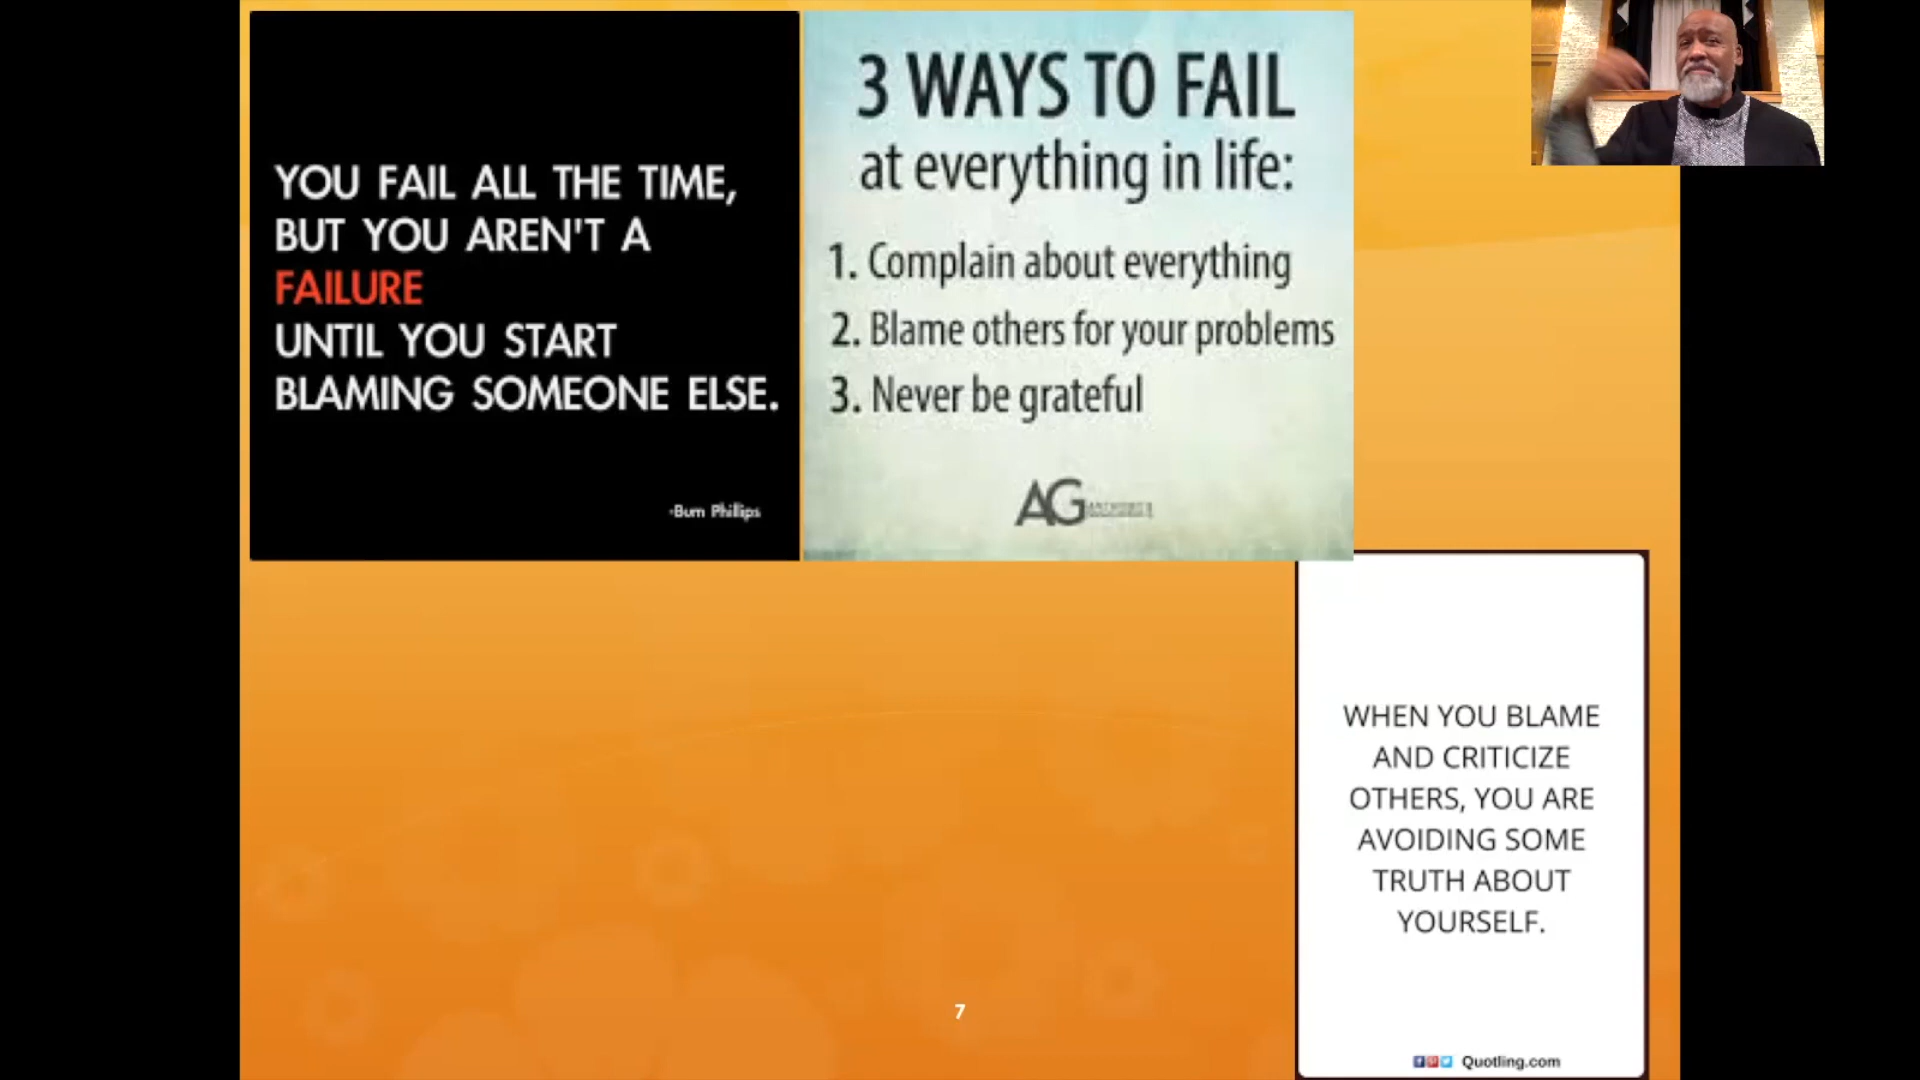 YOU FAIL ALL THE TIME,
BUT YOU AREN'T A
FAILURE
UNTIL YOU START
BLAMING SOMEONE ELSE.
-Bum Phillips
3 WAYS TO FAIL
at everything in life:
1. Complain about everything
2. Blame others for your problems
3. Never be grateful
AG
WHEN YOU BLAME
AND CRITICIZE
OTHERS, YOU ARE
AVOIDING SOME
TRUTH ABOUT
YOURSELF.
Quotling.com
7